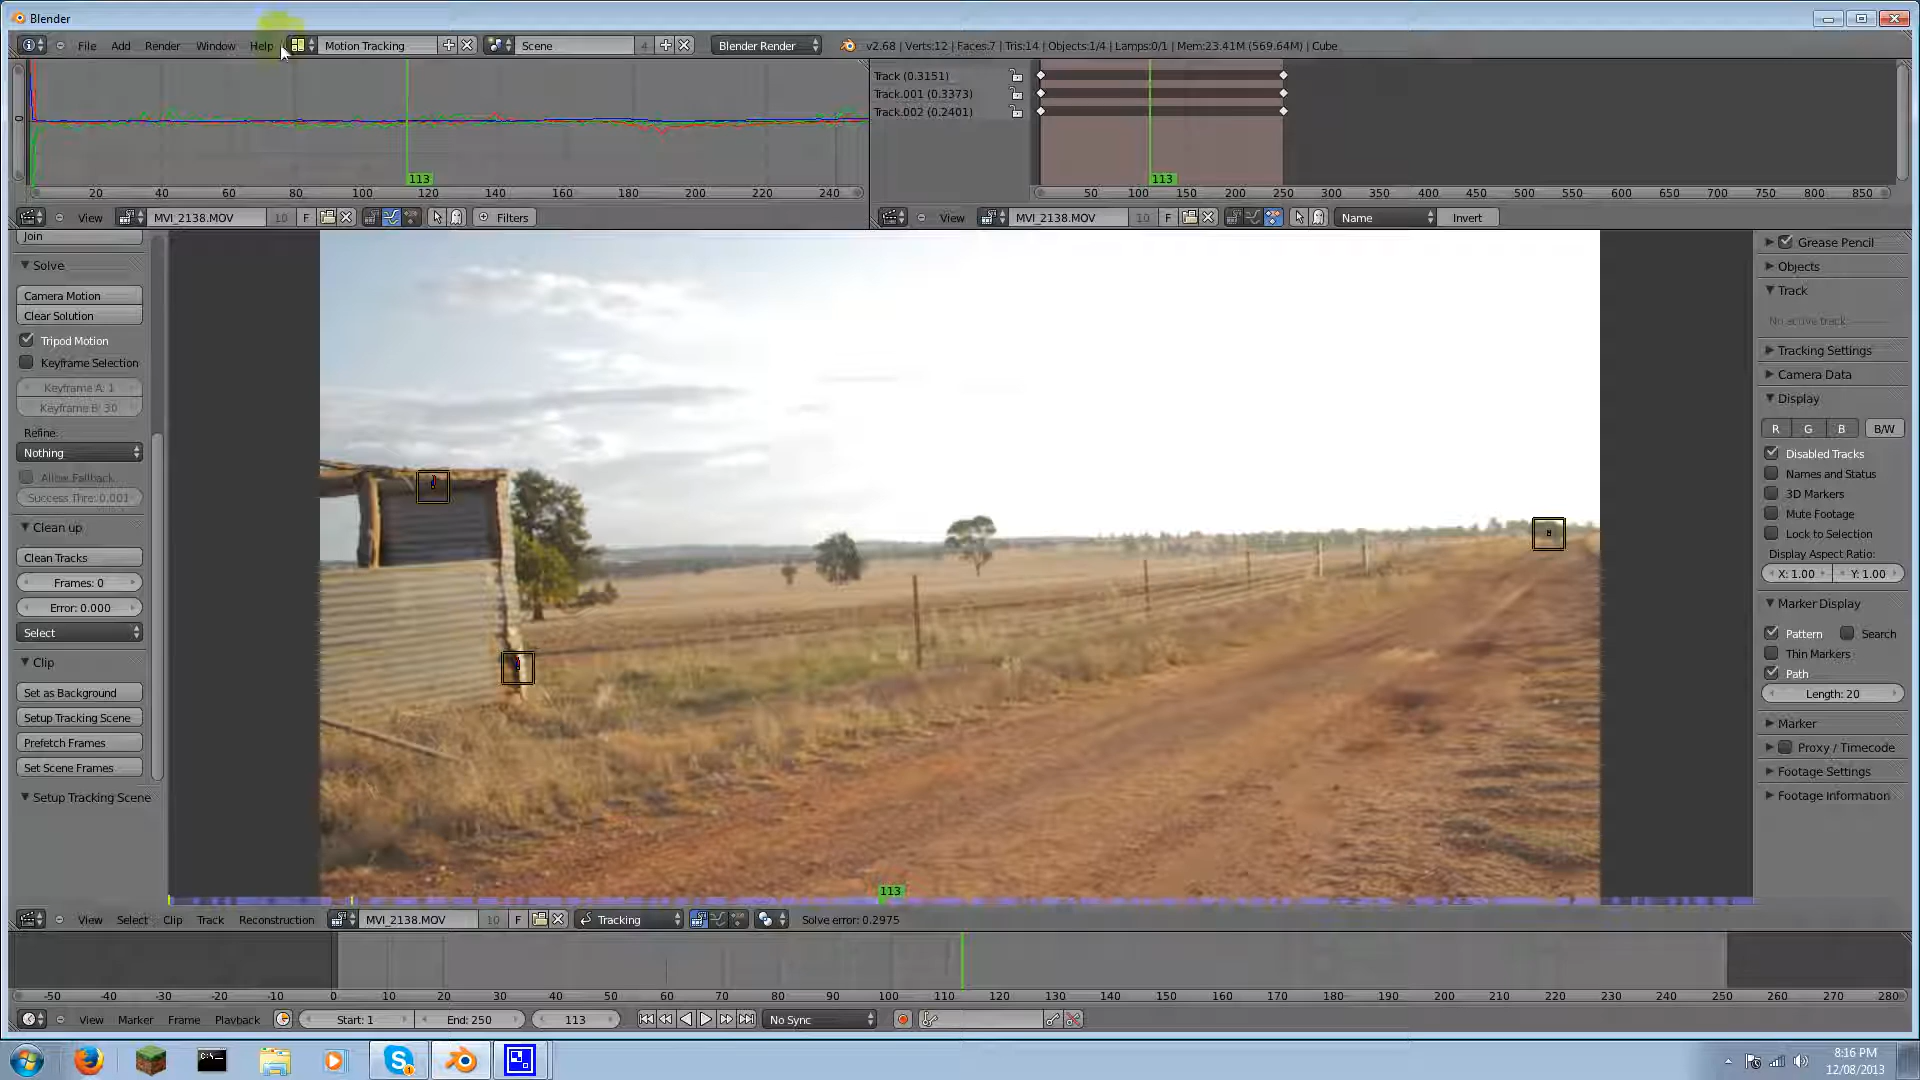 Blender
File Add Render Window Help Motion Tracking Scene 4 Blender Render v2.68 | Verts:12 | Faces:7 | Tris:14 | Objects:1/4 | Lamps:0/1 | Mem:23.41M (569.64M) | Cube
0
113
20 40 60 80 100 120 140 160 180 200 220 240
View MVI_2138.MOV 10 F Filters
Track (0.3151)
Track.001 (0.3373)
Track.002 (0.2401)
113
50 100 150 200 250 300 350 400 450 500 550 600 650 700 750 800 850
View MVI_2138.MOV 10 F Name Invert
Join
Solve
Camera Motion
Clear Solution
Tripod Motion
Keyframe Selection
Keyframe A: 1
Keyframe B: 30
Refine:
Nothing
Allow Fallback
Success Thre: 0.001
Clean up
Clean Tracks
Frames: 0
Error: 0.000
Select
Clip
Set as Background
Setup Tracking Scene
Prefetch Frames
Set Scene Frames
Setup Tracking Scene
113
Grease Pencil
Objects
Track
No active track
Tracking Settings
Camera Data
Display
R G B B/W
Disabled Tracks
Names and Status
3D Markers
Mute Footage
Lock to Selection
Display Aspect Ratio:
X: 1.00 Y: 1.00
Marker Display
Pattern Search
Thin Markers
Path
Length: 20
Marker
Proxy / Timecode
Footage Settings
Footage Information
View Select Clip Track Reconstruction MVI_2138.MOV 10 F Tracking Solve error: 0.2975
-50 -40 -30 -20 -10 0 10 20 30 40 50 60 70 80 90 100 110 120 130 140 150 160 170 180 190 200 210 220 230 240 250 260 270 280
View Marker Frame Playback Start: 1 End: 250 113 No Sync
8:16 PM
12/08/2013